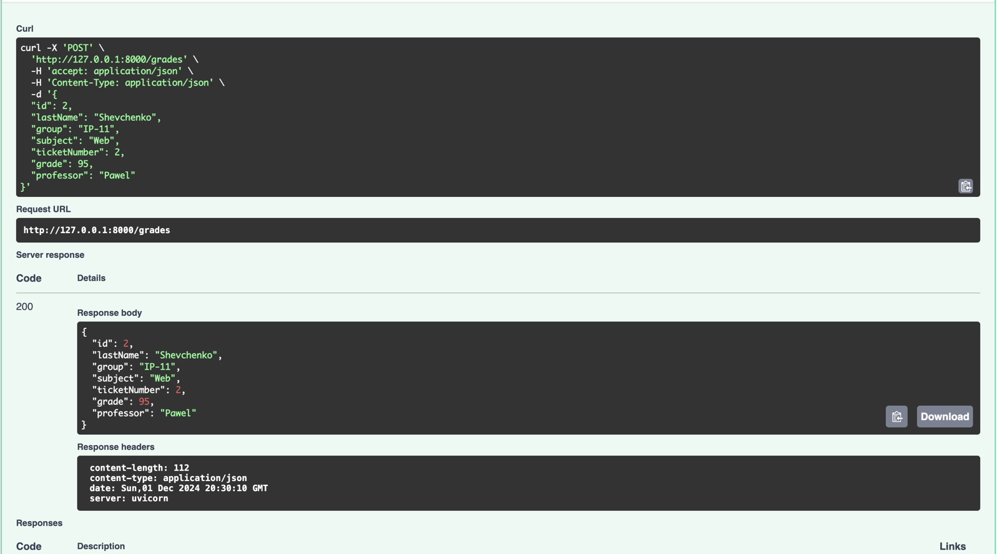 Curl
curl -X 'POST' \
'http://127.0.0.1:8000/grades' \
-H 'accept: application/json' \
-H 'Content-Type: application/json' \
-d '{
"id": 2,
"lastName": "Shevchenko",
"group": "IP-11",
"subject": "Web",
"ticketNumber": 2,
"grade": 95,
"professor": "Pawel"
}'
Request URL
http://127.0.0.1:8000/grades
Server response
Code Details
200
Response body
{
"id": 2,
"lastName": "Shevchenko",
"group": "IP-11",
"subject": "Web",
"ticketNumber": 2,
"grade": 95,
"professor": "Pawel"
}
Download
Response headers
content-length: 112
content-type: application/json
date: Sun,01 Dec 2024 20:30:10 GMT
server: uvicorn
Responses
Code Description Links